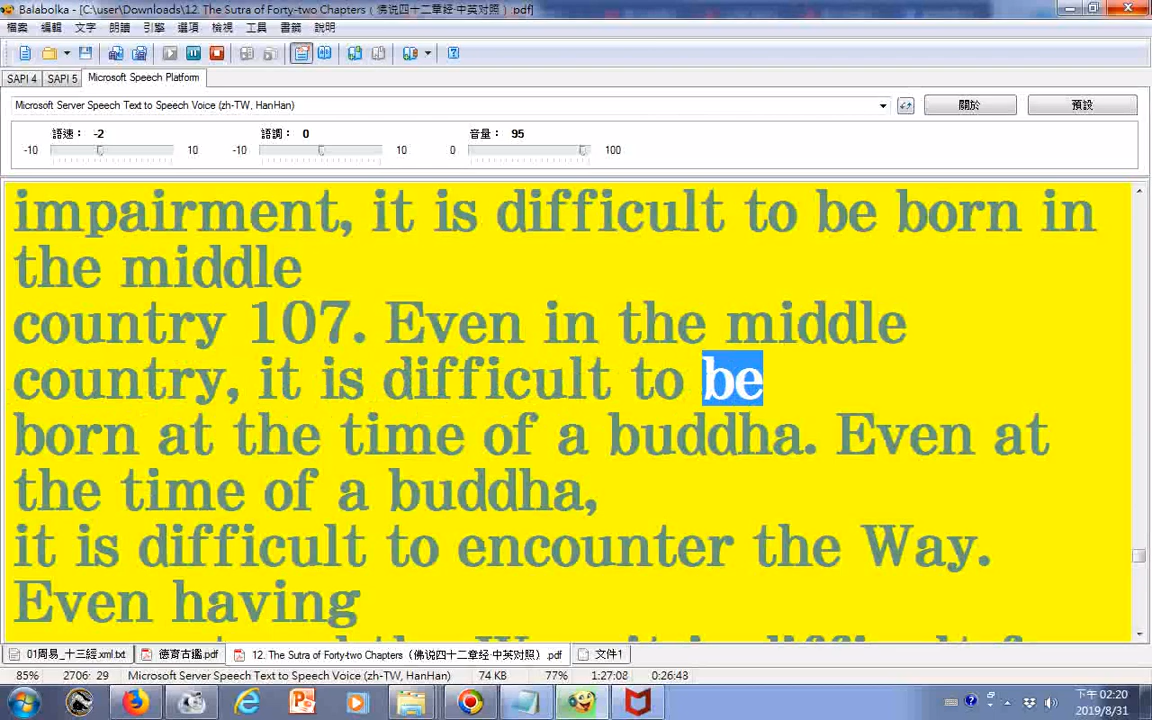 Balabolka - [C:\user\Downloads\12. The Sutra of Forty-two Chapters（佛说四十二章经·中英对照）.pdf]
檔案 編輯 文字 朗讀 引擎 選項 檢視 工具 書籤 說明
SAPI 4 SAPI 5 Microsoft Speech Platform
Microsoft Server Speech Text to Speech Voice (zh-TW, HanHan) 關於 預設
語速： -2 語調： 0 音量： 95
-10 10 -10 10 0 100
impairment, it is difficult to be born in
the middle
country 107. Even in the middle
country, it is difficult to be
born at the time of a buddha. Even at
the time of a buddha,
it is difficult to encounter the Way.
Even having
01周易_十三經.xml.txt 德育古鑑.pdf 12. The Sutra of Forty-two Chapters（佛说四十二章经·中英对照）.pdf 文件1
85% 2706: 29 Microsoft Server Speech Text to Speech Voice (zh-TW, HanHan) 74 KB 77% 1:27:08 0:26:43
下午 02:20
2019/8/31